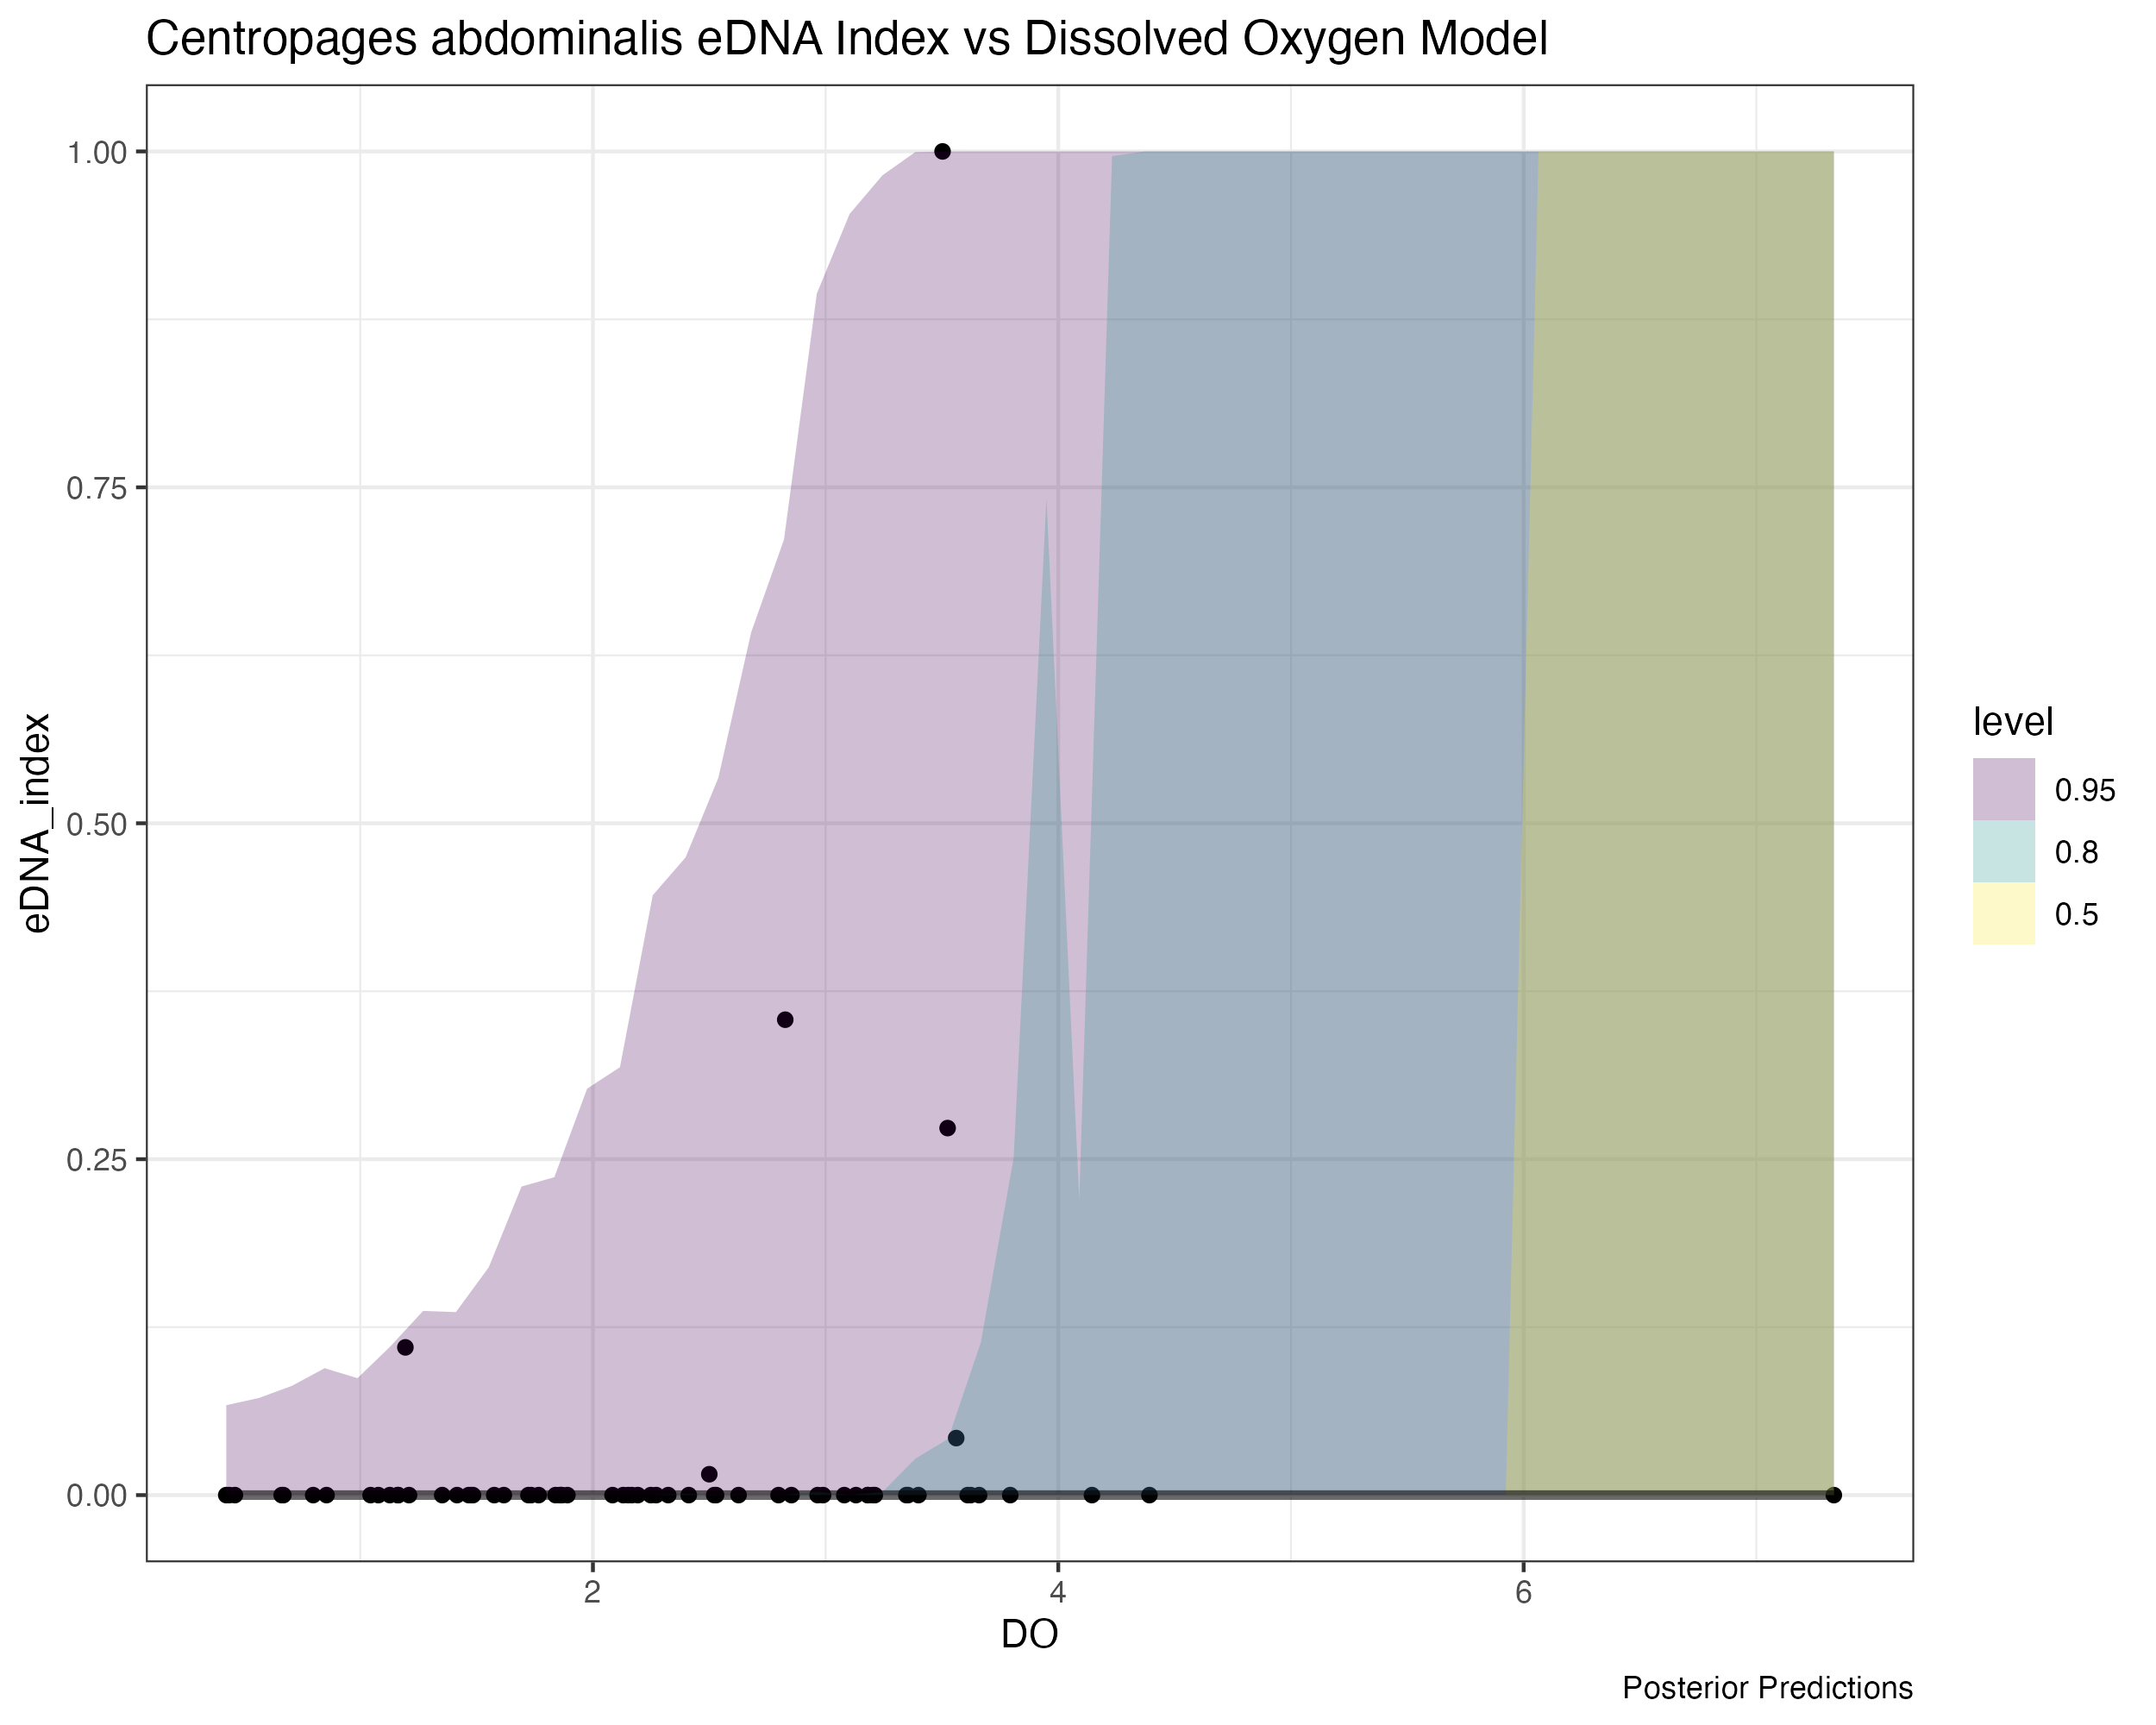 Centropages abdominalis eDNA Index vs Dissolved Oxygen Model
1.00
0.75
0.50
0.25
0.00
eDNA_index
2
4
6
DO
level
0.95
0.8
0.5
Posterior Predictions